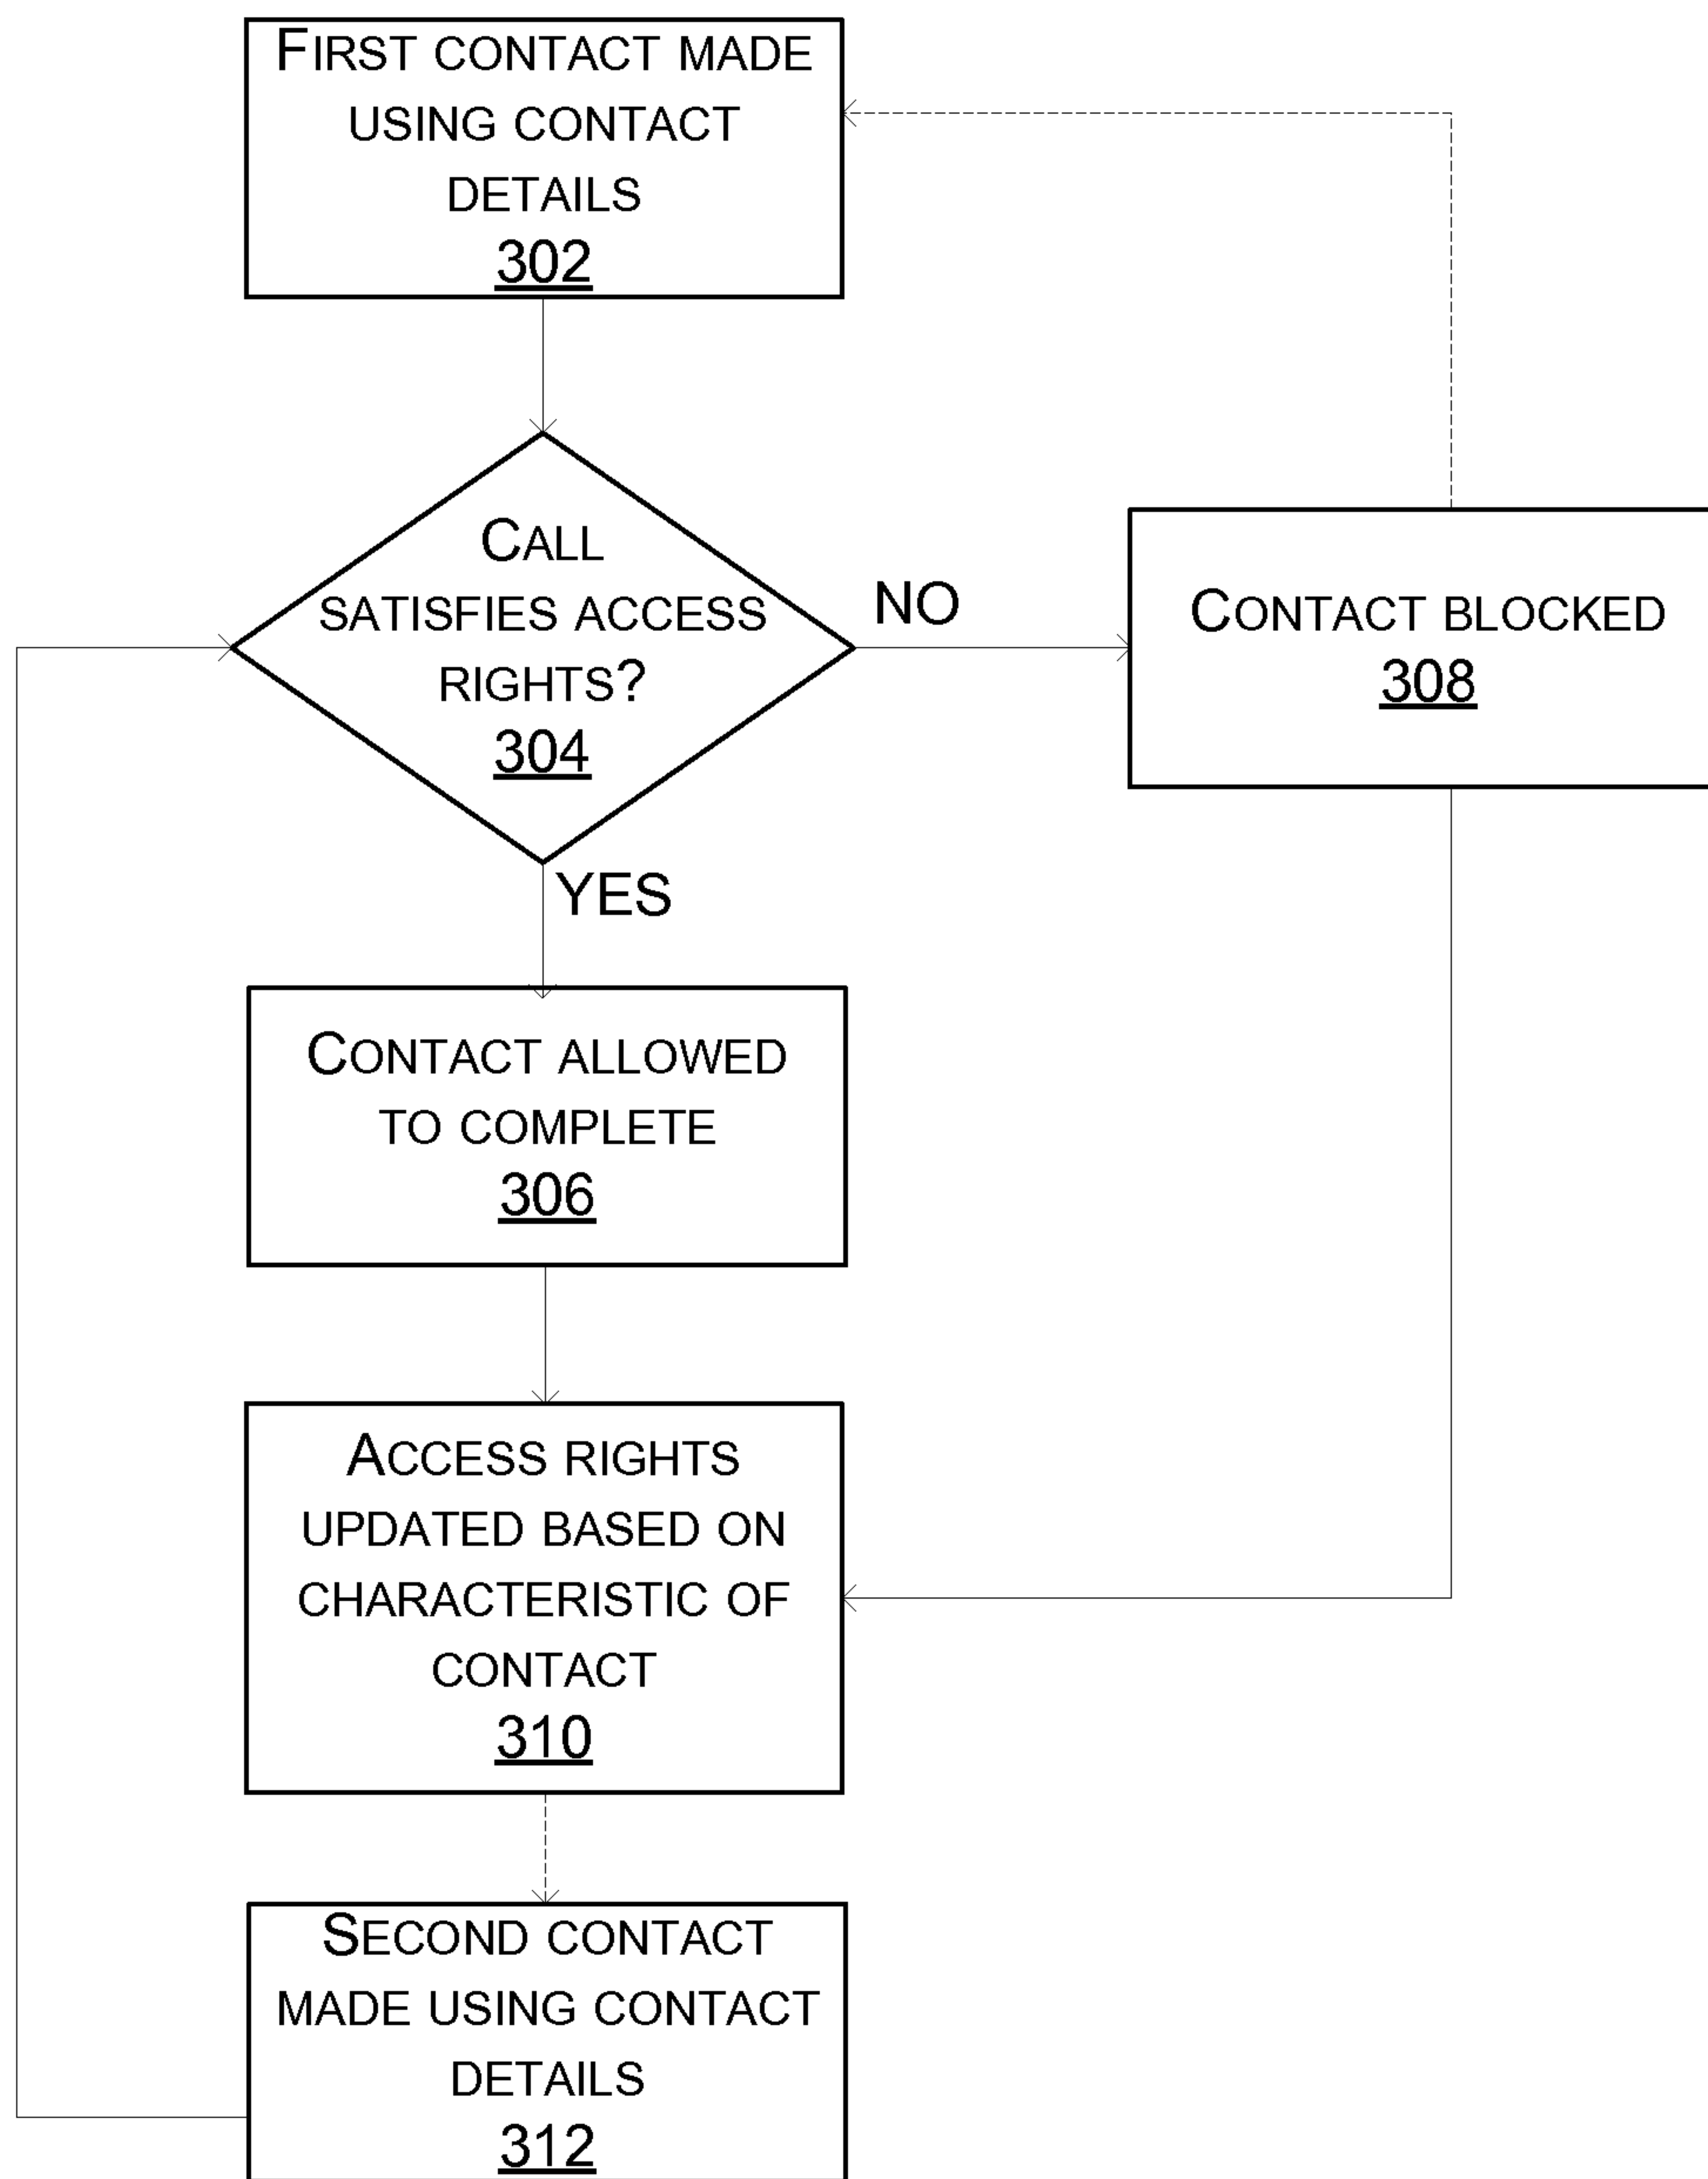 First contact made
using contact
details
302
Call
satisfies access
rights?
304
NO
Contact blocked
308
YES
Contact allowed
to complete
306
Access rights
updated based on
characteristic of
contact
310
Second contact
made using contact
details
312